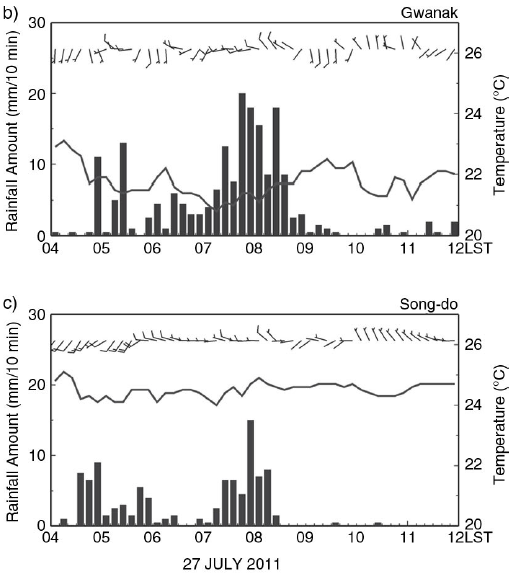 b) Gwanak
Rainfall Amount (mm/10 min)
30
20
10
0
Temperature (°C)
26
24
22
20
04 05 06 07 08 09 10 11 12LST
c) Song-do
Rainfall Amount (mm/10 min)
30
20
10
0
Temperature (°C)
26
24
22
20
04 05 06 07 08 09 10 11 12LST
27 JULY 2011